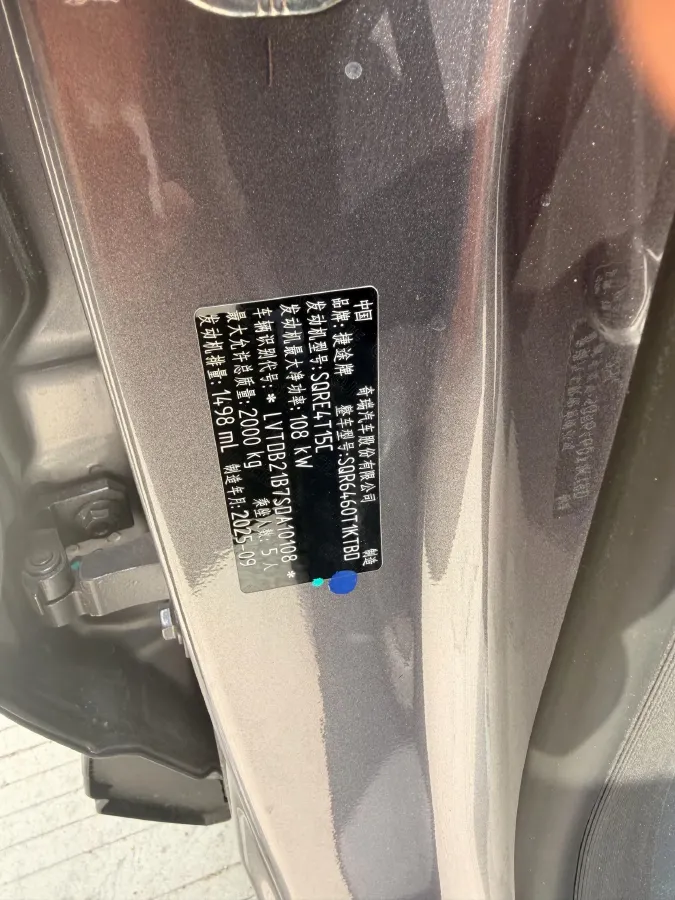 中国 奇瑞汽车股份有限公司 制造
品牌: 捷途牌 整车型号:SQR6460T1KTBD
发动机型号:SQRE4T15C
发动机最大净功率: 108 kW
车辆识别代号: * LVTDB21B7SDA10108 *
最大允许总质量: 2000 kg 乘坐人数: 5 人
发动机排量: 1498 mL 制造年月:2025-09